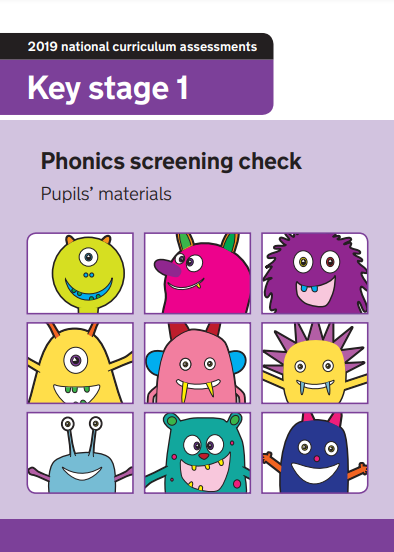 2019 national curriculum assessments
Key stage 1
Phonics screening check
Pupils’ materials